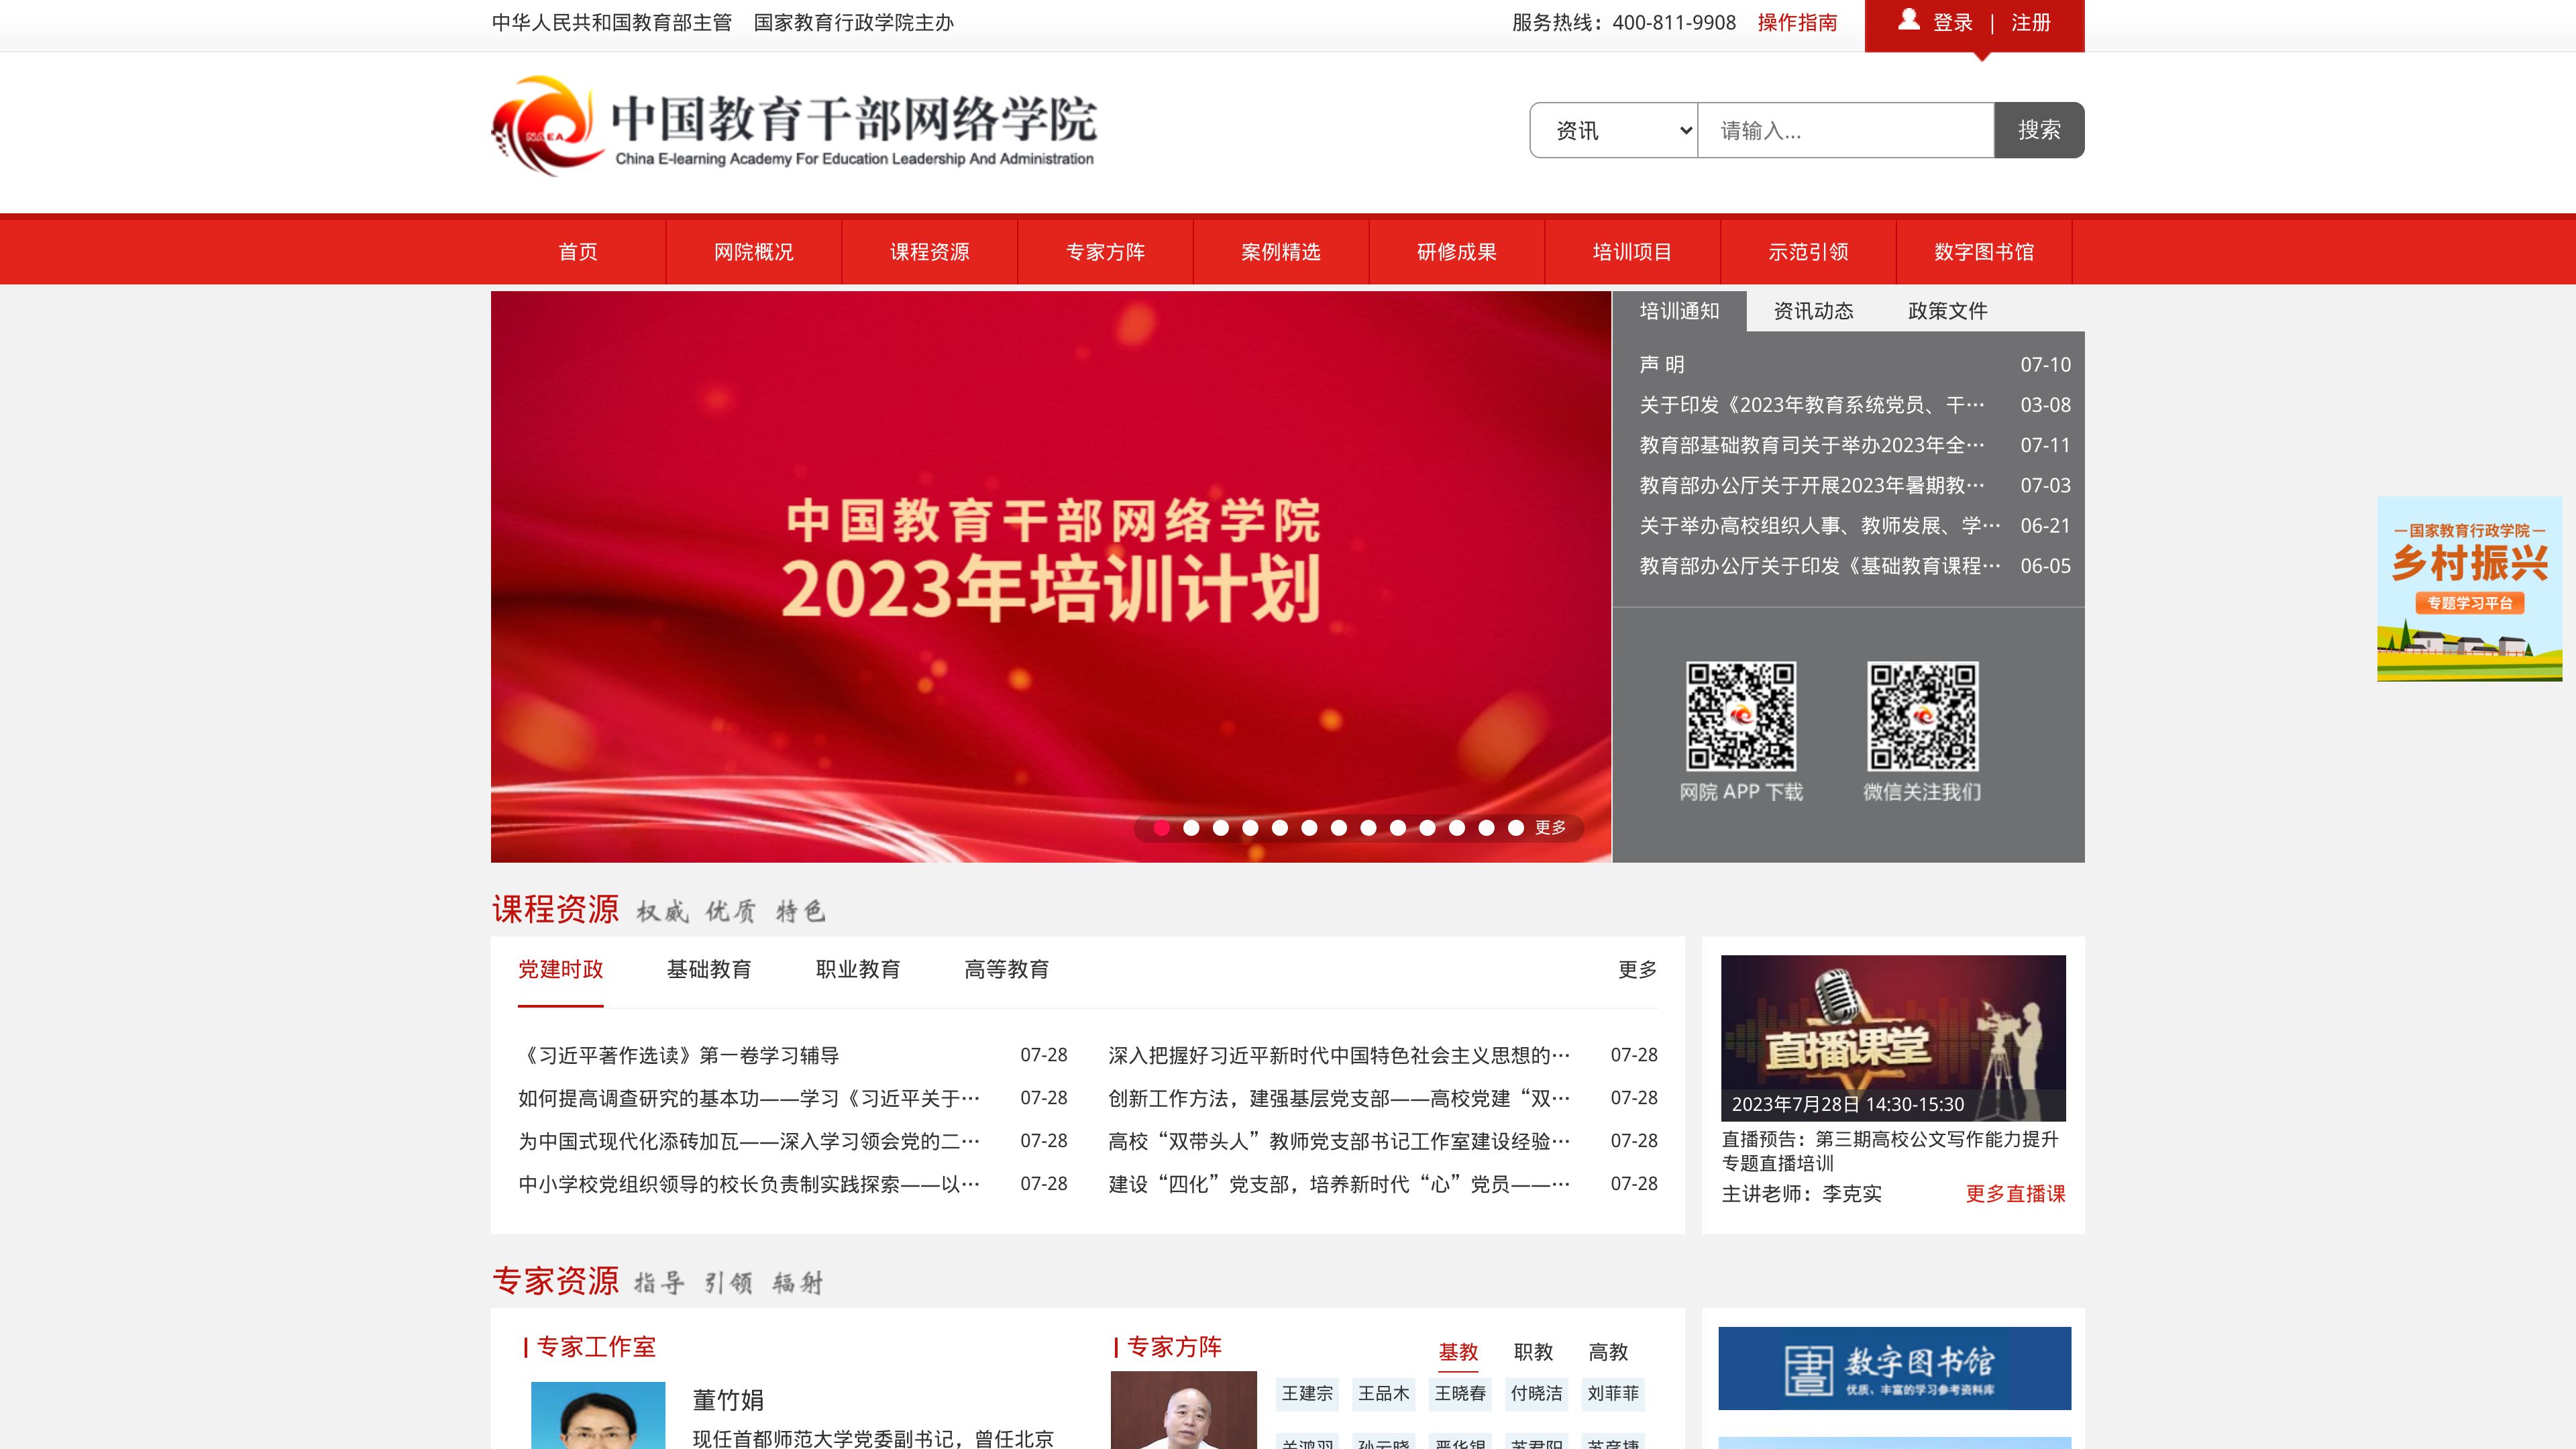 中华人民共和国教育部主管 国家教育行政学院主办
服务热线：400-811-9908 操作指南 登录 | 注册
NAEA
中国教育干部网络学院
China E-learning Academy For Education Leadership And Administration
资讯 请输入... 搜索
首页 网院概况 课程资源 专家方阵 案例精选 研修成果 培训项目 示范引领 数字图书馆
中国教育干部网络学院
2023年培训计划
更多
培训通知 资讯动态 政策文件
声 明 07-10
关于印发《2023年教育系统党员、干… 03-08
教育部基础教育司关于举办2023年全… 07-11
教育部办公厅关于开展2023年暑期教… 07-03
关于举办高校组织人事、教师发展、学… 06-21
教育部办公厅关于印发《基础教育课程… 06-05
网院 APP 下载 微信关注我们
国家教育行政学院
乡村振兴
专题学习平台
课程资源 权威 优质 特色
党建时政 基础教育 职业教育 高等教育 更多
《习近平著作选读》第一卷学习辅导 07-28
深入把握好习近平新时代中国特色社会主义思想的… 07-28
如何提高调查研究的基本功——学习《习近平关于… 07-28
创新工作方法，建强基层党支部——高校党建“双… 07-28
为中国式现代化添砖加瓦——深入学习领会党的二… 07-28
高校“双带头人”教师党支部书记工作室建设经验… 07-28
中小学校党组织领导的校长负责制实践探索——以… 07-28
建设“四化”党支部，培养新时代“心”党员——… 07-28
直播课堂
2023年7月28日 14:30-15:30
直播预告：第三期高校公文写作能力提升
专题直播培训
主讲老师：李克实 更多直播课
专家资源 指导 引领 辐射
专家工作室
董竹娟
现任首都师范大学党委副书记，曾任北京
专家方阵 基教 职教 高教
王建宗 王品木 王晓春 付晓洁 刘菲菲
数字图书馆
优质、丰富的学习参考资料库